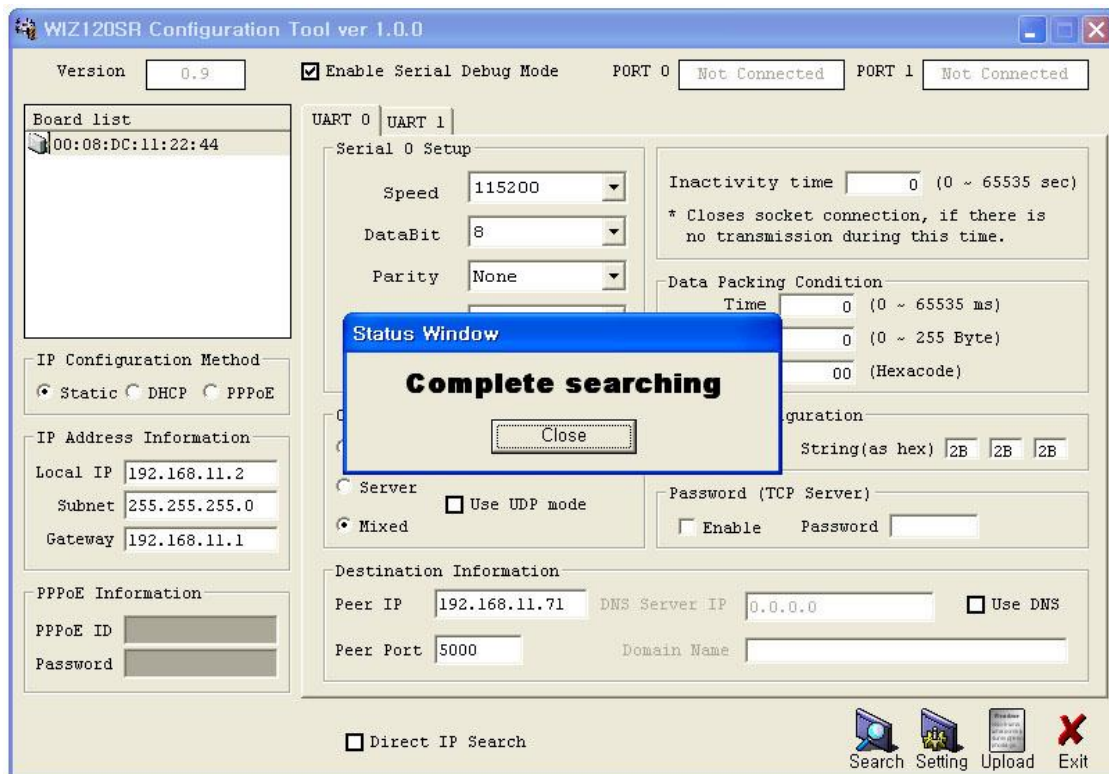 WIZ120SR Configuration Tool ver 1.0.0
Version 0.9 Enable Serial Debug Mode PORT 0 Not Connected PORT 1 Not Connected
Board list
00:08:DC:11:22:44
UART 0 UART 1
Serial 0 Setup
Speed 115200
DataBit 8
Parity None
Inactivity time 0 (0 ~ 65535 sec)
* Closes socket connection, if there is
no transmission during this time.
Data Packing Condition
Time 0 (0 ~ 65535 ms)
0 (0 ~ 255 Byte)
00 (Hexacode)
Status Window
Complete searching
Close
IP Configuration Method
Static DHCP PPPoE
IP Address Information
Local IP 192.168.11.2
Subnet 255.255.255.0
Gateway 192.168.11.1
PPPoE Information
PPPoE ID
Password
Server
Use UDP mode
Mixed
guration
String(as hex) 2B 2B 2B
Password (TCP Server)
Enable Password
Destination Information
Peer IP 192.168.11.71 DNS Server IP 0.0.0.0 Use DNS
Peer Port 5000 Domain Name
Direct IP Search
Search Setting Upload Exit